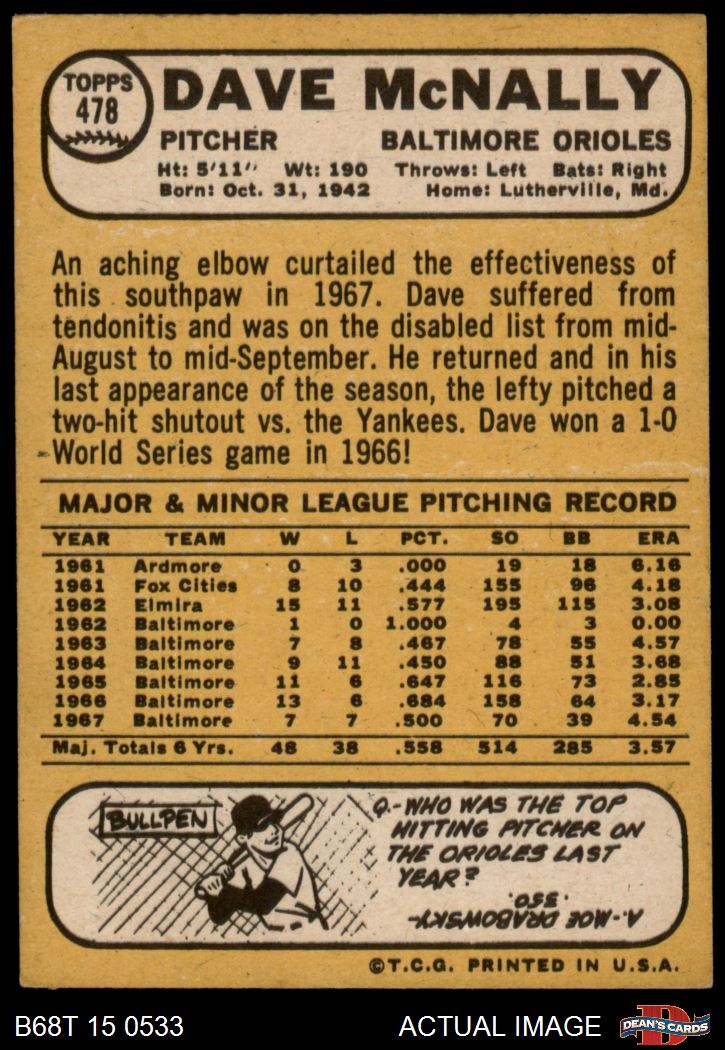 TOPPS
478
DAVE McNALLY
PITCHER BALTIMORE ORIOLES
Ht: 5'11" Wt: 190 Throws: Left Bats: Right
Born: Oct. 31, 1942 Home: Lutherville, Md.
An aching elbow curtailed the effectiveness of
this southpaw in 1967. Dave suffered from
tendonitis and was on the disabled list from mid-
August to mid-September. He returned and in his
last appearance of the season, the lefty pitched a
two-hit shutout vs. the Yankees. Dave won a 1-0
World Series game in 1966!
MAJOR & MINOR LEAGUE PITCHING RECORD
YEAR TEAM W L PCT. SO BB ERA
1961 Ardmore 0 3 .000 19 18 6.16
1961 Fox Cities 8 10 .444 155 96 4.18
1962 Elmira 15 11 .577 195 115 3.08
1962 Baltimore 1 0 1.000 4 3 0.00
1963 Baltimore 7 8 .467 78 55 4.57
1964 Baltimore 9 11 .450 88 51 3.68
1965 Baltimore 11 6 .647 116 73 2.85
1966 Baltimore 13 6 .684 158 64 3.17
1967 Baltimore 7 7 .500 70 39 4.54
Maj. Totals 6 Yrs. 48 38 .558 514 285 3.57
BULLPEN
Q.-WHO WAS THE TOP
HITTING PITCHER ON
THE ORIOLES LAST
YEAR?
A.-MOE DRABOWSKY-
.350.
©T.C.G. PRINTED IN U.S.A.
B68T 15 0533 ACTUAL IMAGE
D
DEAN'S CARDS